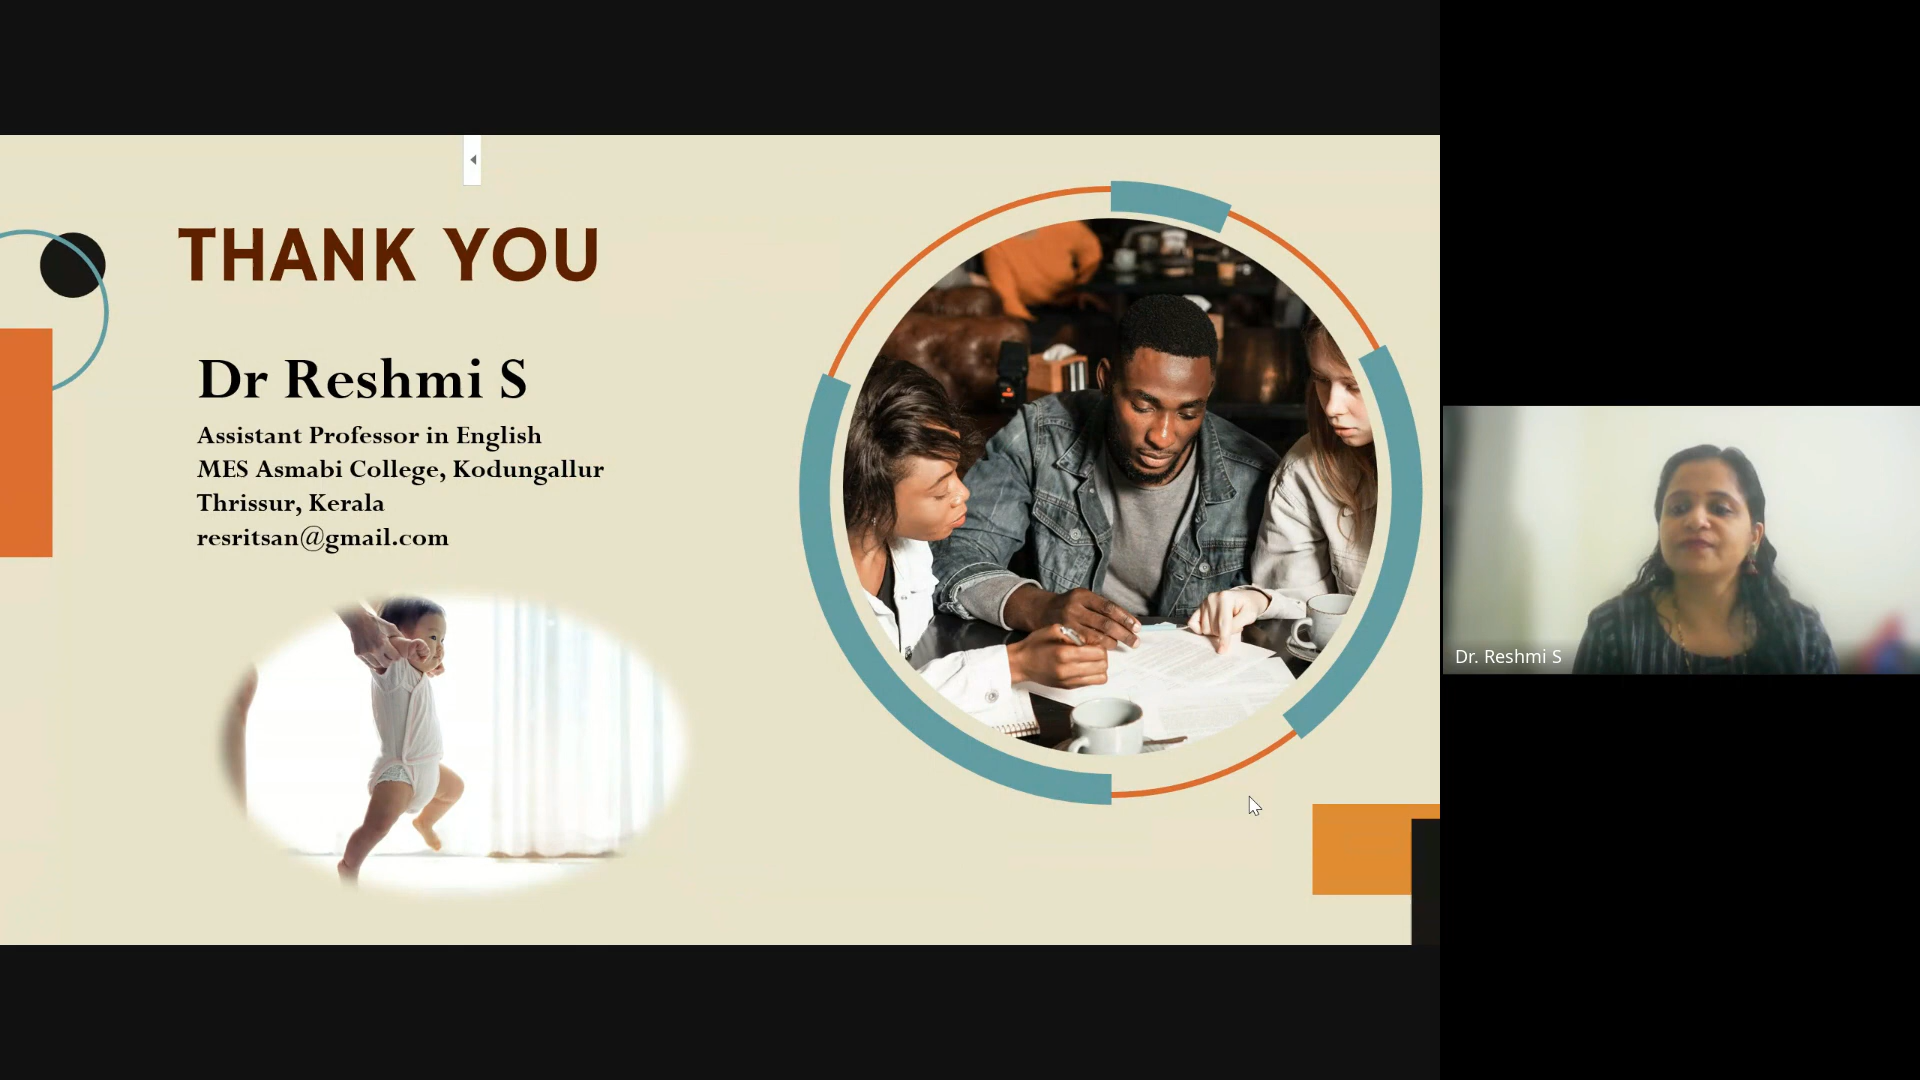 THANK YOU
Dr Reshmi S
Assistant Professor in English
MES Asmabi College, Kodungallur
Thrissur, Kerala
resritsan@gmail.com
Dr. Reshmi S